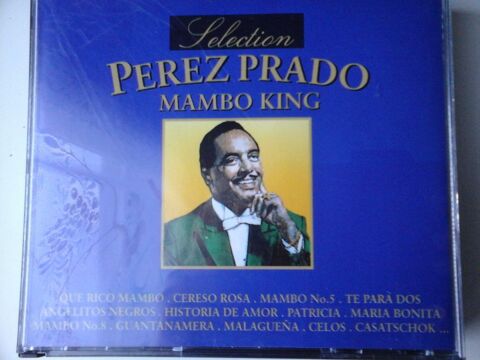 Selection
PEREZ PRADO
MAMBO KING
QUE RICO MAMBO . CERESO ROSA . MAMBO No.5 . TE PARA DOS
ANGELITOS NEGROS . HISTORIA DE AMOR . PATRICIA . MARIA BONITA
MAMBO No.8 . GUANTANAMERA . MALAGUEÑA . CELOS . CASATSCHOK ...